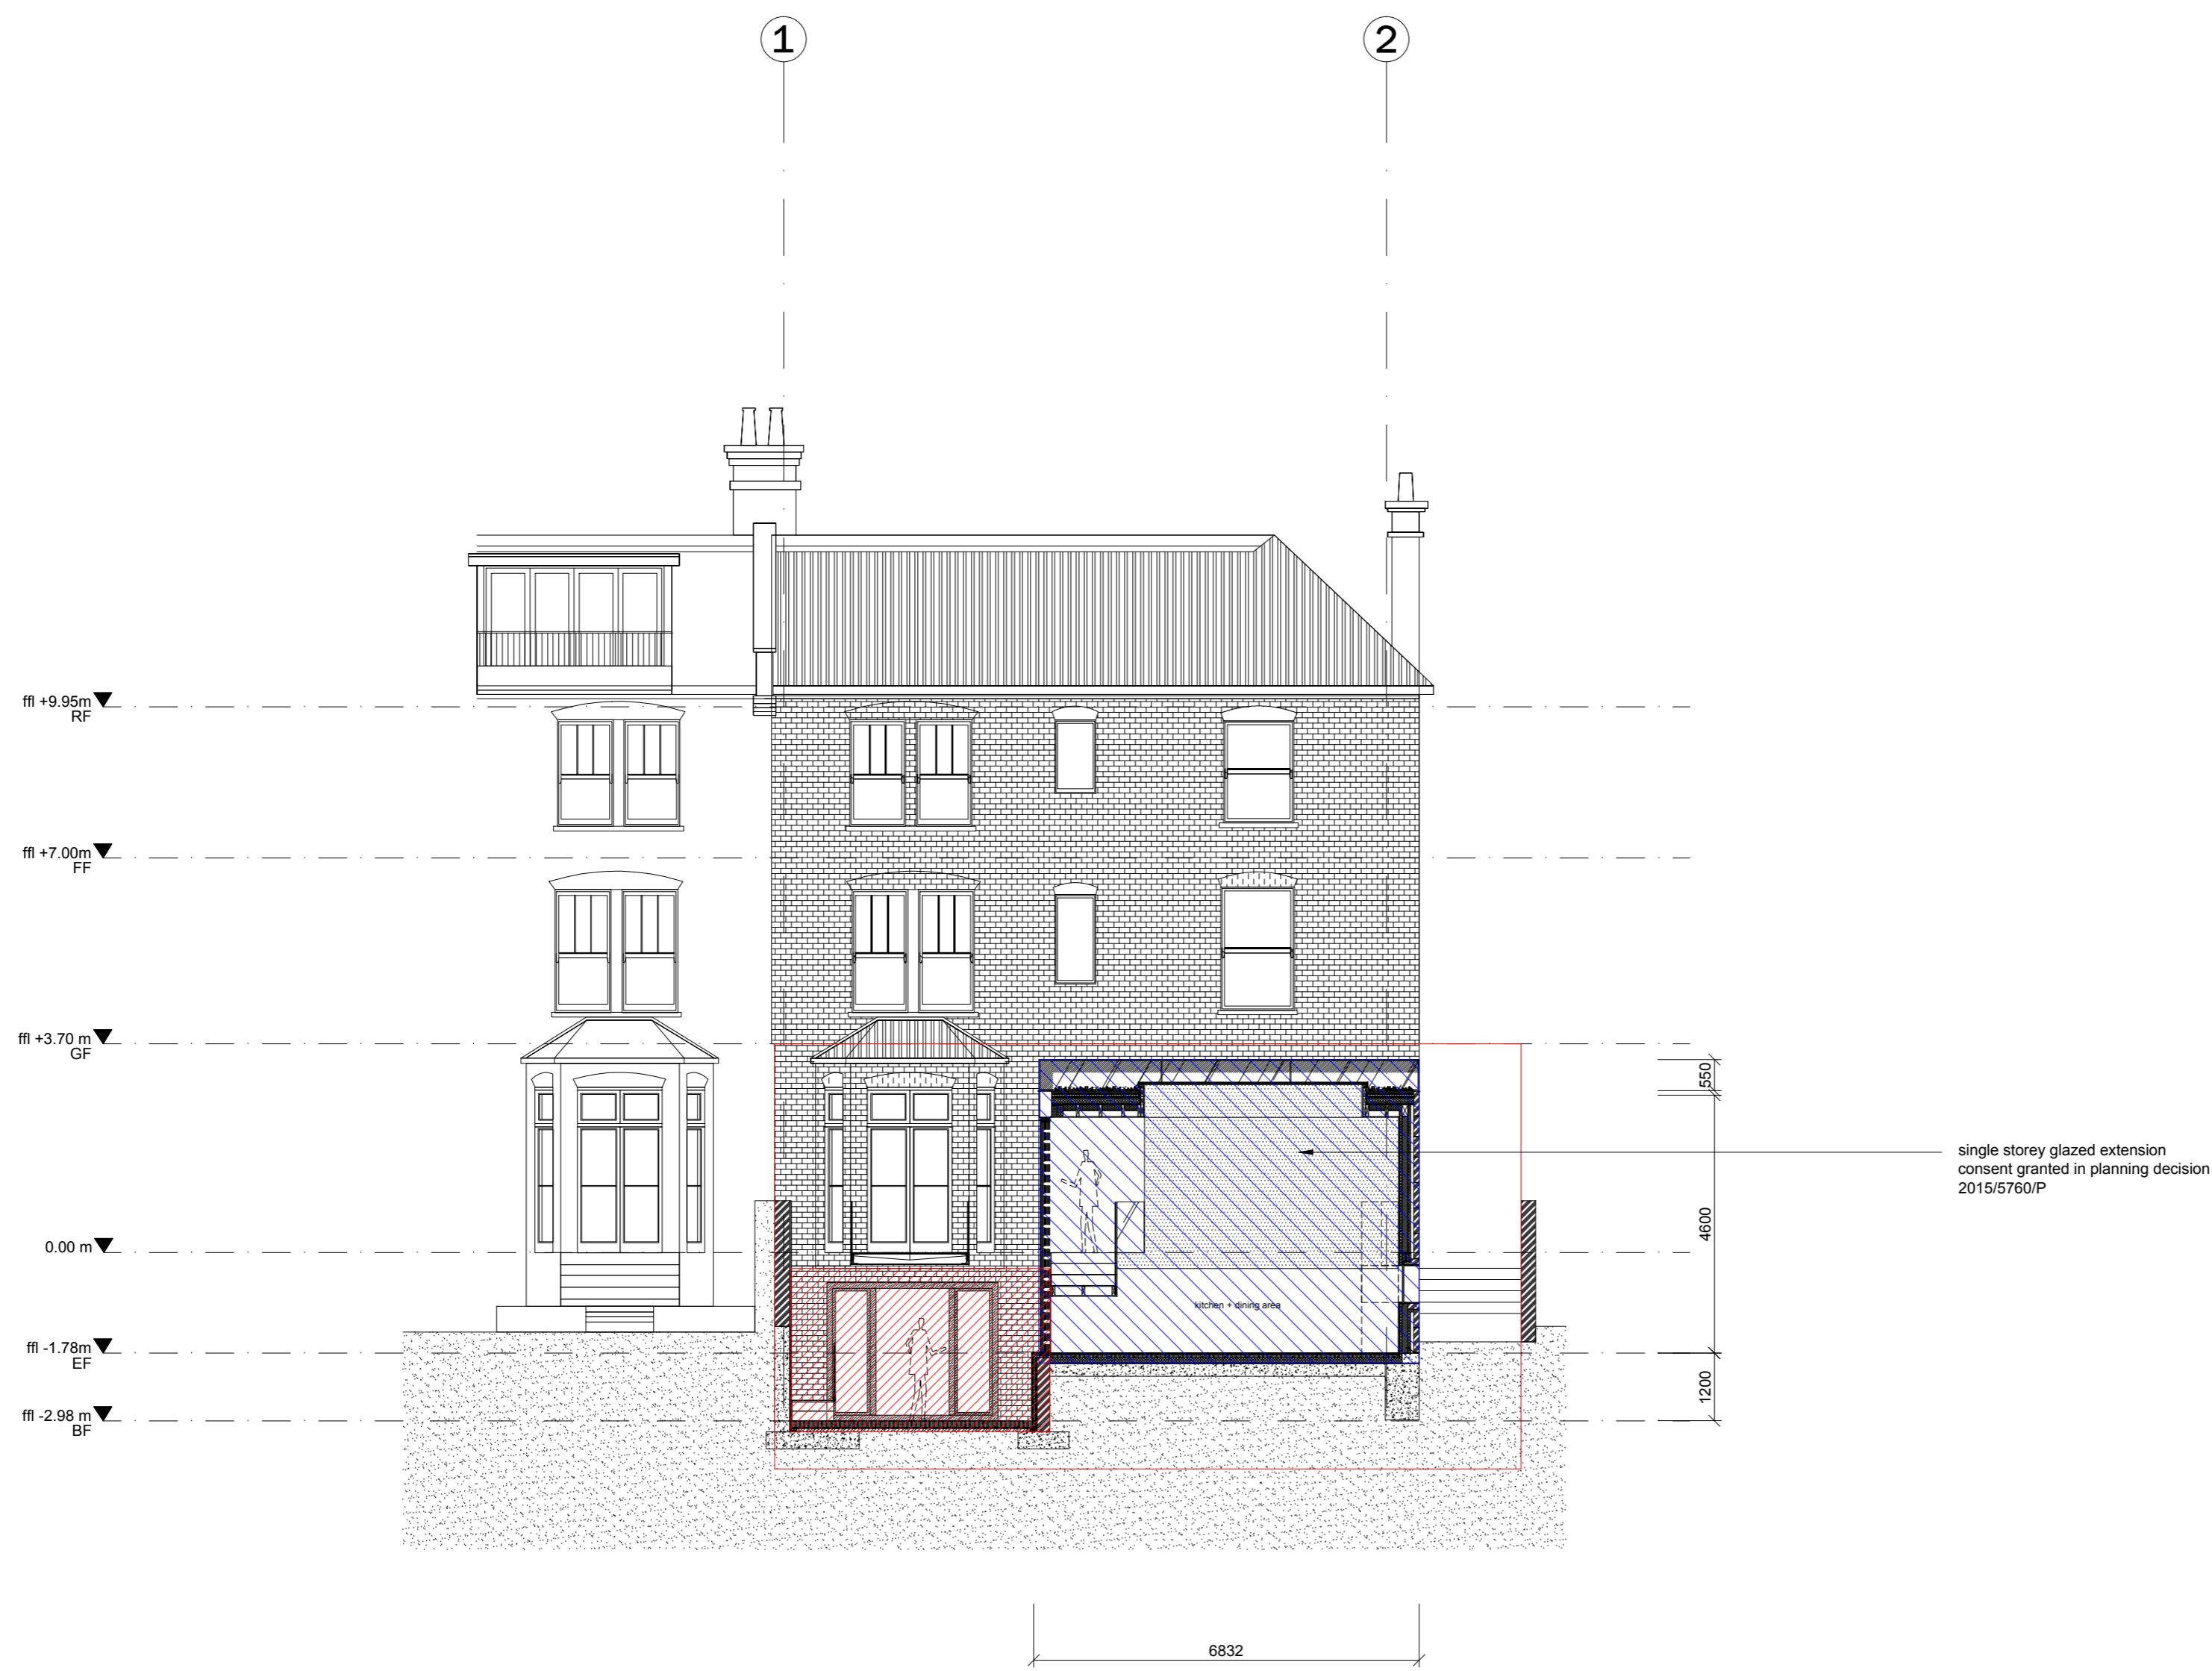 1
2
ffl +9.95m
RF
ffl +7.00m
FF
ffl +3.70 m
GF
550
single storey glazed extension
consent granted in planning decision
2015/5760/P
4600
0.00 m
kitchen + dining area
ffl -1.78m
EF
1200
ffl -2.98 m
BF
6832